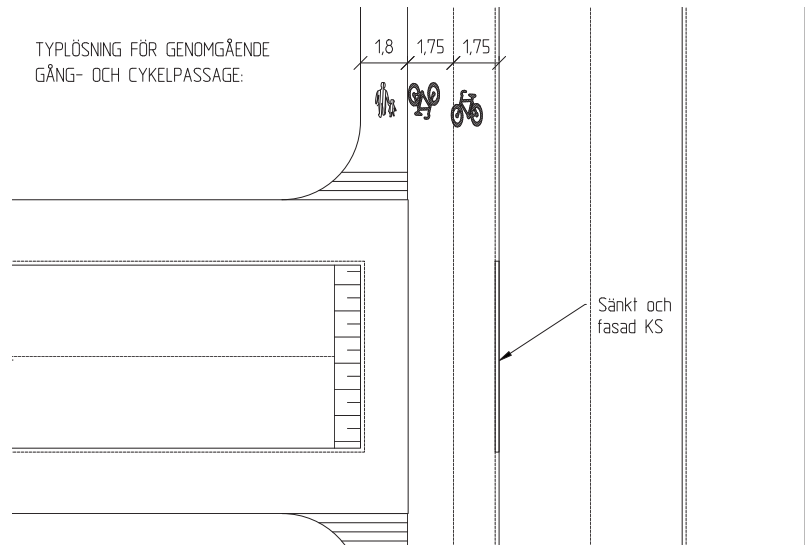 TYPLÖSNING FÖR GENOMGÅENDE
GÅNG- OCH CYKELPASSAGE:
1,8 1,75 1,75
Sänkt och
fasad KS